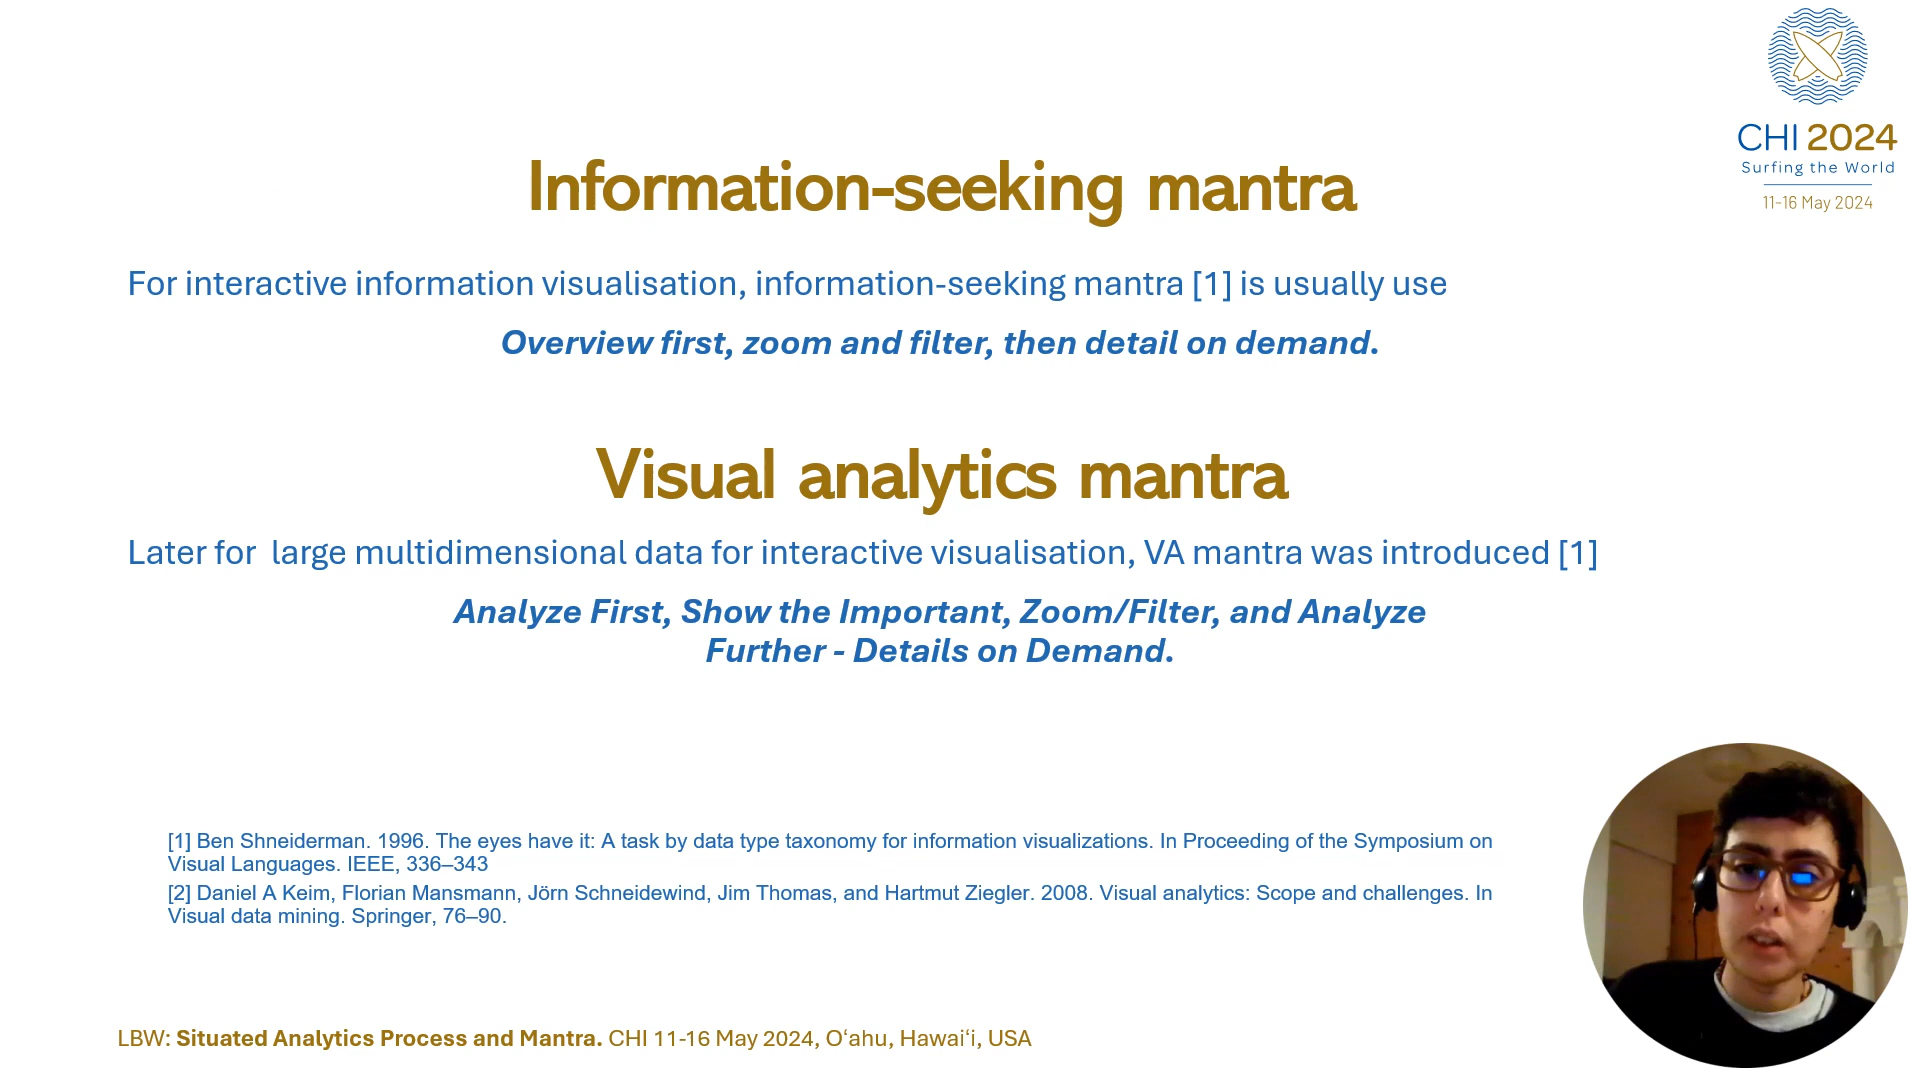 CHI 2024
Surfing the World
11-16 May 2024
Information-seeking mantra
For interactive information visualisation, information-seeking mantra [1] is usually use
Overview first, zoom and filter, then detail on demand.
Visual analytics mantra
Later for  large multidimensional data for interactive visualisation, VA mantra was introduced [1]
Analyze First, Show the Important, Zoom/Filter, and Analyze
Further - Details on Demand.
[1] Ben Shneiderman. 1996. The eyes have it: A task by data type taxonomy for information visualizations. In Proceeding of the Symposium on
Visual Languages. IEEE, 336–343
[2] Daniel A Keim, Florian Mansmann, Jörn Schneidewind, Jim Thomas, and Hartmut Ziegler. 2008. Visual analytics: Scope and challenges. In
Visual data mining. Springer, 76–90.
LBW: Situated Analytics Process and Mantra. CHI 11-16 May 2024, Oʻahu, Hawaiʻi, USA